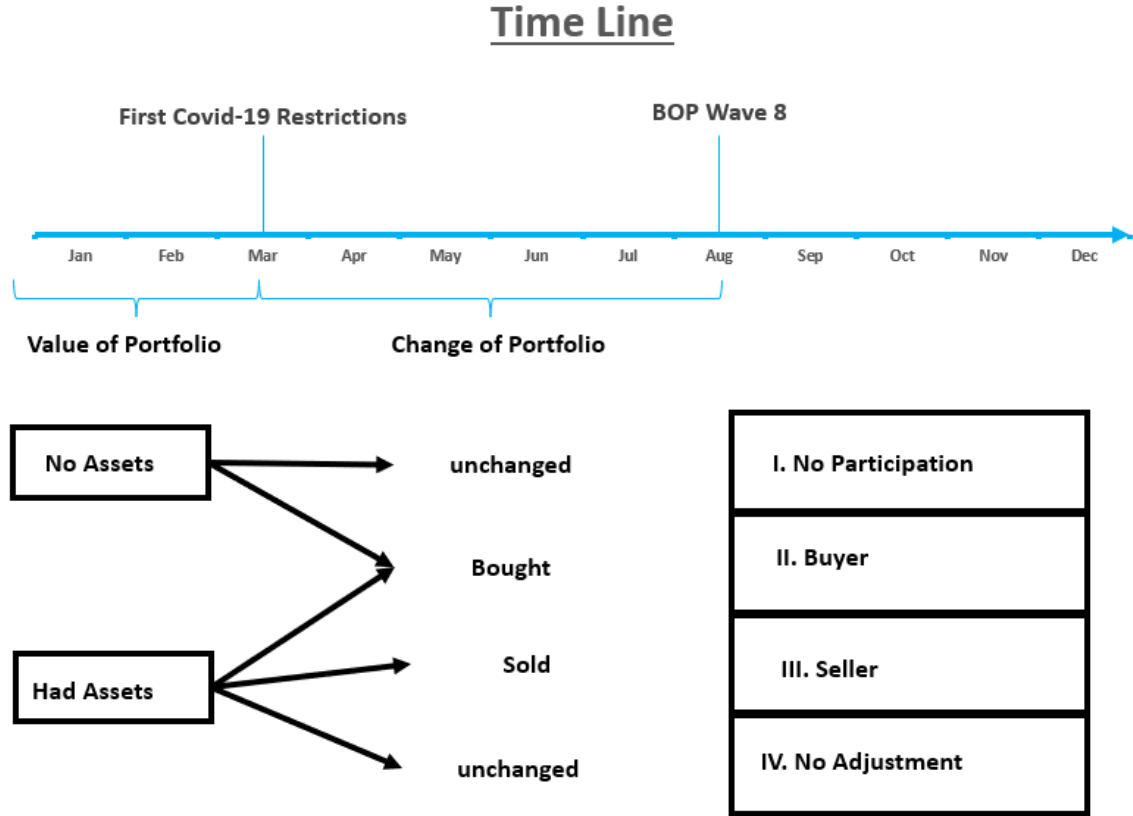 Time Line
First Covid-19 Restrictions
BOP Wave 8
Jan Feb Mar Apr May Jun Jul Aug Sep Oct Nov Dec
Value of Portfolio
Change of Portfolio
No Assets
unchanged
I. No Participation
Bought
II. Buyer
Had Assets
Sold
III. Seller
unchanged
IV. No Adjustment